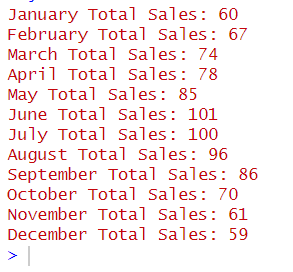 January Total Sales: 60
February Total Sales: 67
March Total Sales: 74
April Total Sales: 78
May Total Sales: 85
June Total Sales: 101
July Total Sales: 100
August Total Sales: 96
September Total Sales: 86
October Total Sales: 70
November Total Sales: 61
December Total Sales: 59
>